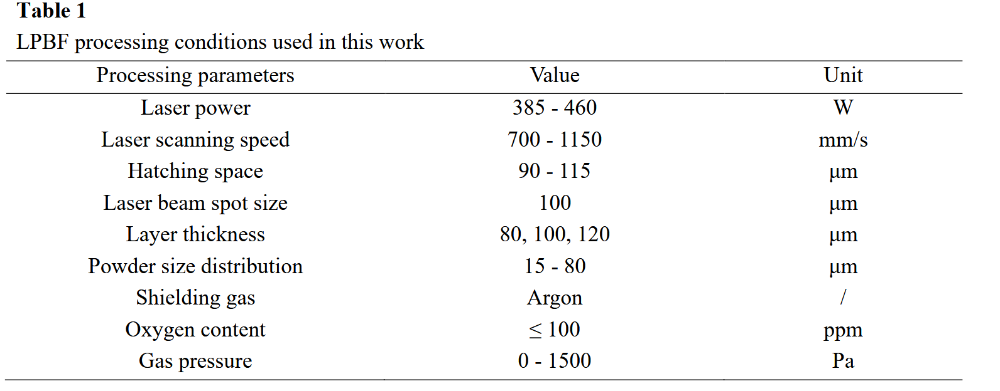 Table 1
LPBF processing conditions used in this work
Processing parameters Value Unit
Laser power 385 - 460 W
Laser scanning speed 700 - 1150 mm/s
Hatching space 90 - 115 μm
Laser beam spot size 100 μm
Layer thickness 80, 100, 120 μm
Powder size distribution 15 - 80 μm
Shielding gas Argon /
Oxygen content ≤ 100 ppm
Gas pressure 0 - 1500 Pa